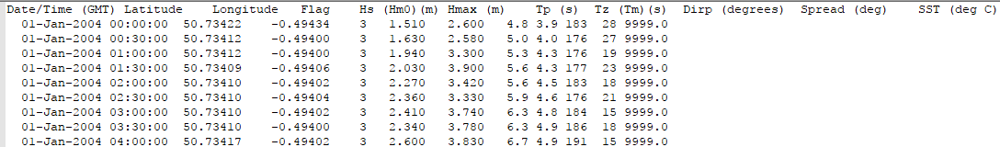 Date/Time (GMT) Latitude Longitude Flag Hs (Hm0)(m) Hmax (m) Tp (s) Tz (Tm)(s) Dirp (degrees) Spread (deg) SST (deg C)
01-Jan-2004 00:00:00 50.73422 -0.49434 3 1.510 2.600 4.8 3.9 183 28 9999.0
01-Jan-2004 00:30:00 50.73412 -0.49400 3 1.630 2.580 5.0 4.0 176 27 9999.0
01-Jan-2004 01:00:00 50.73412 -0.49400 3 1.940 3.300 5.3 4.3 176 19 9999.0
01-Jan-2004 01:30:00 50.73409 -0.49406 3 2.030 3.900 5.6 4.3 177 23 9999.0
01-Jan-2004 02:00:00 50.73410 -0.49402 3 2.270 3.420 5.6 4.5 183 18 9999.0
01-Jan-2004 02:30:00 50.73410 -0.49404 3 2.360 3.330 5.9 4.6 176 21 9999.0
01-Jan-2004 03:00:00 50.73410 -0.49402 3 2.410 3.740 6.3 4.8 184 15 9999.0
01-Jan-2004 03:30:00 50.73410 -0.49400 3 2.340 3.780 6.3 4.9 186 18 9999.0
01-Jan-2004 04:00:00 50.73417 -0.49402 3 2.600 3.830 6.7 4.9 191 15 9999.0